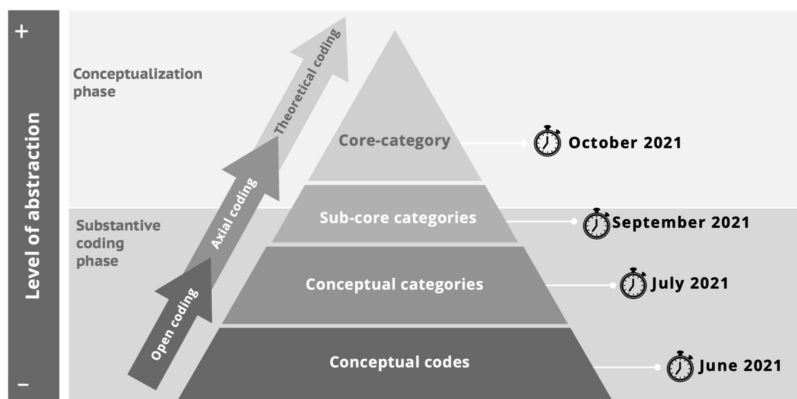 +
Level of abstraction
−
Conceptualization
phase
Substantive
coding
phase
Theoretical coding
Axial coding
Open coding
Core-category
October 2021
Sub-core categories
September 2021
Conceptual categories
July 2021
Conceptual codes
June 2021